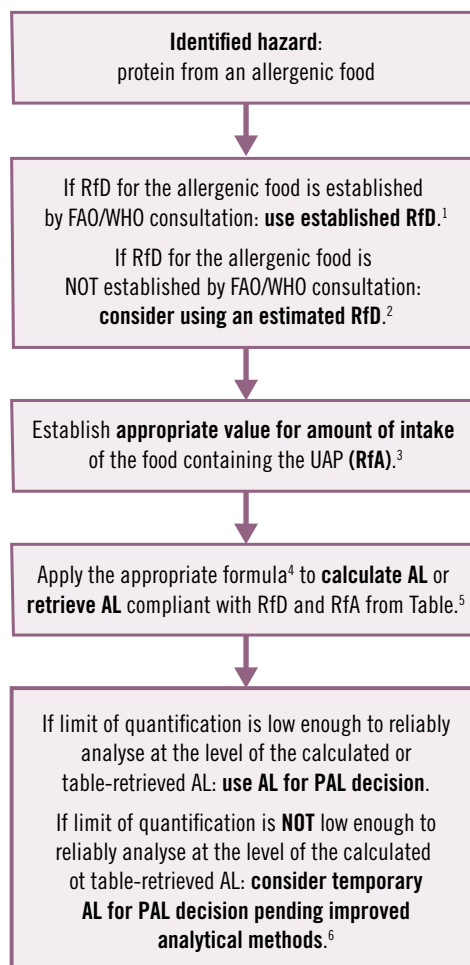 Identified hazard:
protein from an allergenic food
If RfD for the allergenic food is established
by FAO/WHO consultation: use established RfD.¹
If RfD for the allergenic food is
NOT established by FAO/WHO consultation:
consider using an estimated RfD.²
Establish appropriate value for amount of intake
of the food containing the UAP (RfA).³
Apply the appropriate formula⁴ to calculate AL or
retrieve AL compliant with RfD and RfA from Table.⁵
If limit of quantification is low enough to reliably
analyse at the level of the calculated or
table-retrieved AL: use AL for PAL decision.
If limit of quantification is NOT low enough to
reliably analyse at the level of the calculated
ot table-retrieved AL: consider temporary
AL for PAL decision pending improved
analytical methods.⁶